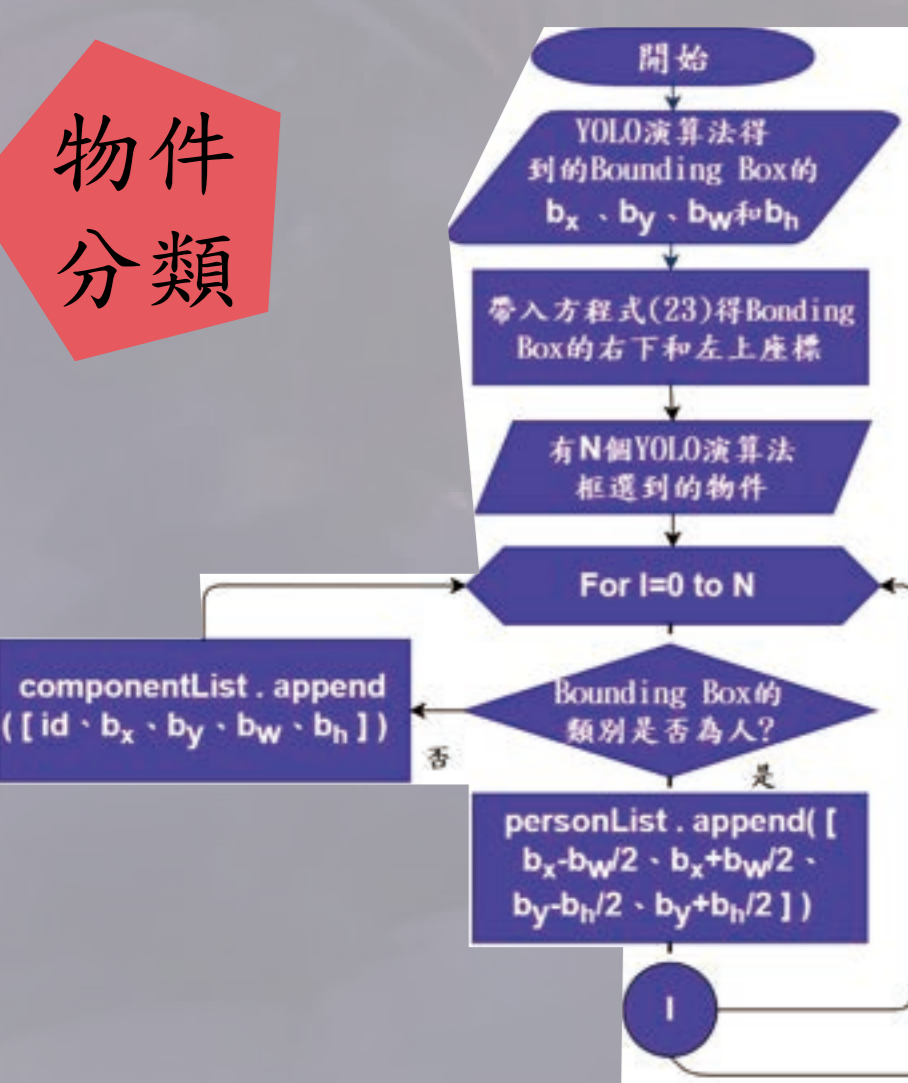 物件
分類
開始
YOLO演算法得
到的Bounding Box的
bx、by、bw和bh
帶入方程式(23)得Bonding
Box的右下和左上座標
有N個YOLO演算法
框選到的物件
For I=0 to N
Bounding Box的
類別是否為人?
否
是
componentList . append
( [ id、bx、by、bw、bh ] )
personList . append( [
bx-bw/2、bx+bw/2、
by-bh/2、by+bh/2 ] )
I